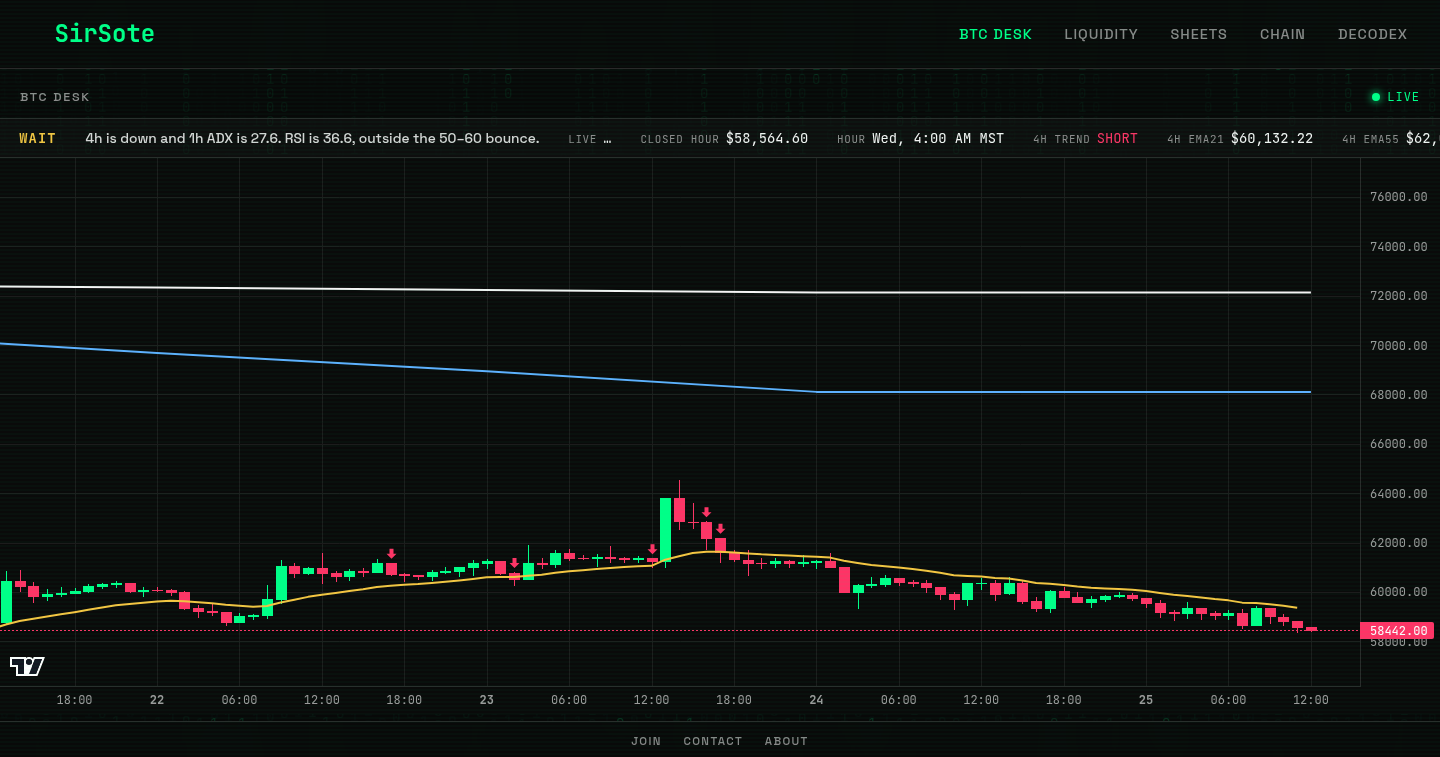 SirSote
BTC DESK LIQUIDITY SHEETS CHAIN DECODEX
BTC DESK
LIVE
WAIT 4h is down and 1h ADX is 27.6. RSI is 36.6, outside the 50–60 bounce. LIVE … CLOSED HOUR $58,564.60 HOUR Wed, 4:00 AM MST 4H TREND SHORT 4H EMA21 $60,132.22 4H EMA55 $62,
76000.00
74000.00
72000.00
70000.00
68000.00
66000.00
64000.00
62000.00
60000.00
58442.00
58000.00
18:00 22 06:00 12:00 18:00 23 06:00 12:00 18:00 24 06:00 12:00 18:00 25 06:00 12:00
JOIN CONTACT ABOUT